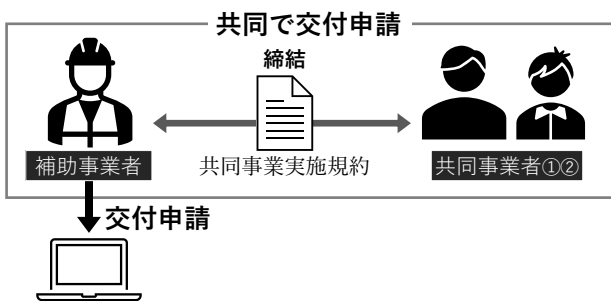 共同で交付申請
締結
補助事業者
共同事業実施規約
共同事業者①②
交付申請